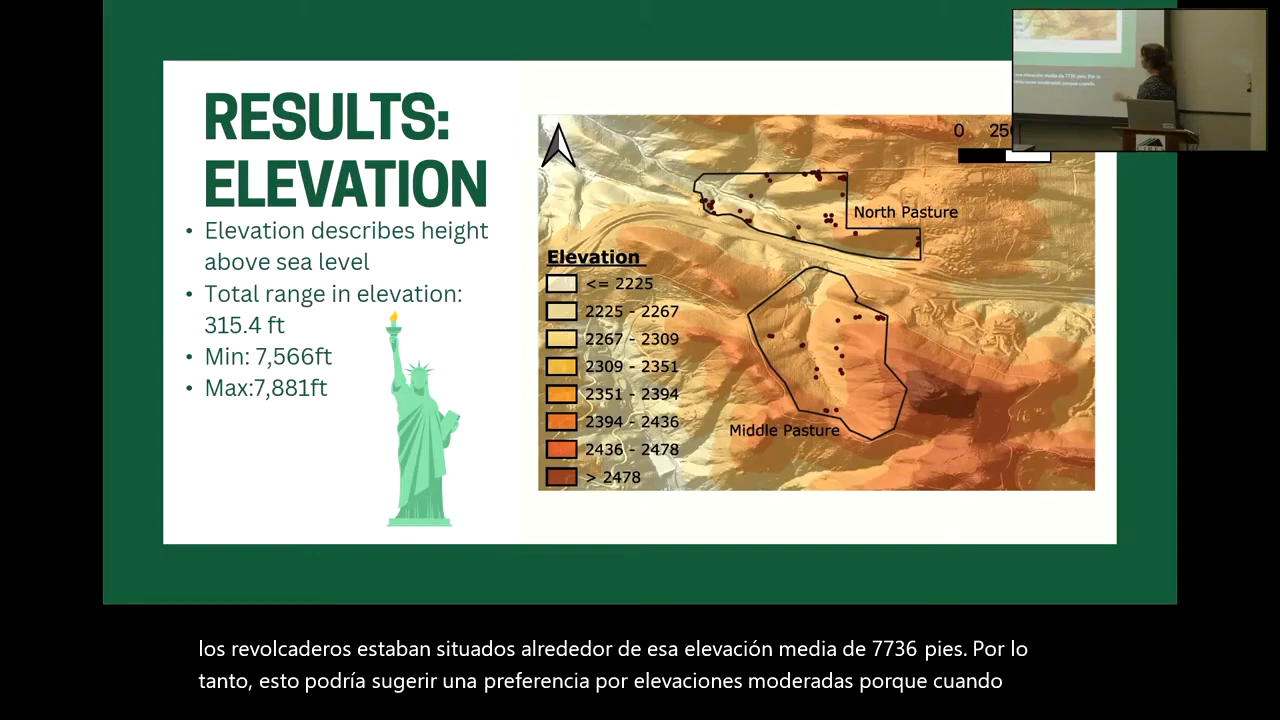 RESULTS:
ELEVATION
• Elevation describes height
above sea level
• Total range in elevation:
315.4 ft
• Min: 7,566ft
• Max:7,881ft
0
North Pasture
Elevation
<= 2225
2225 - 2267
2267 - 2309
2309 - 2351
2351 - 2394
2394 - 2436
2436 - 2478
> 2478
Middle Pasture
los revolcaderos estaban situados alrededor de esa elevación media de 7736 pies. Por lo
tanto, esto podría sugerir una preferencia por elevaciones moderadas porque cuando